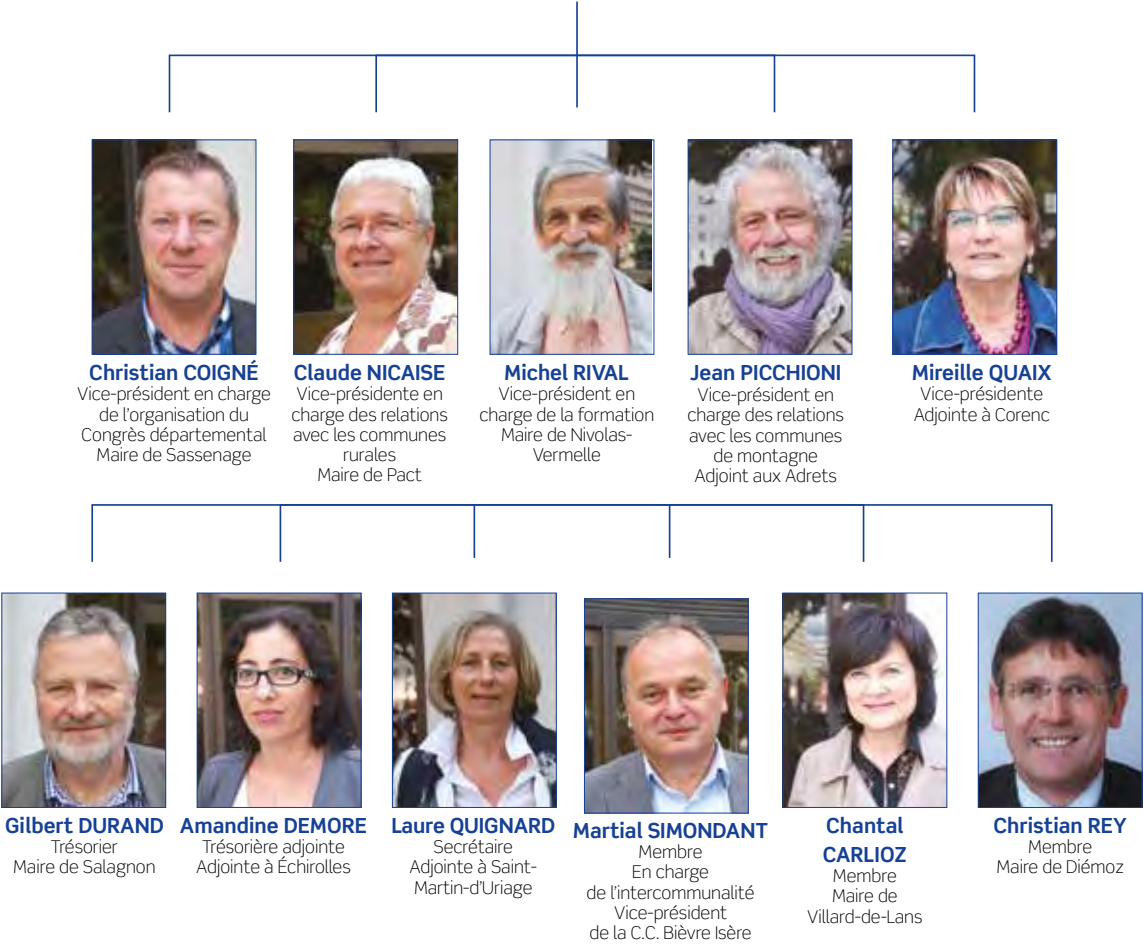 Christian COIGNÉ
Vice-président en charge
de l'organisation du
Congrès départemental
Maire de Sassenage
Claude NICAISE
Vice-présidente en
charge des relations
avec les communes
rurales
Maire de Pact
Michel RIVAL
Vice-président en
charge de la formation
Maire de Nivolas-
Vermelle
Jean PICCHIONI
Vice-président en
charge des relations
avec les communes
de montagne
Adjoint aux Adrets
Mireille QUAIX
Vice-présidente
Adjointe à Corenc
Gilbert DURAND
Trésorier
Maire de Salagnon
Amandine DEMORE
Trésorière adjointe
Adjointe à Échirolles
Laure QUIGNARD
Secrétaire
Adjointe à Saint-
Martin-d'Uriage
Martial SIMONDANT
Membre
En charge
de l'intercommunalité
Vice-président
de la C.C. Bièvre Isère
Chantal
CARLIOZ
Membre
Maire de
Villard-de-Lans
Christian REY
Membre
Maire de Diémoz